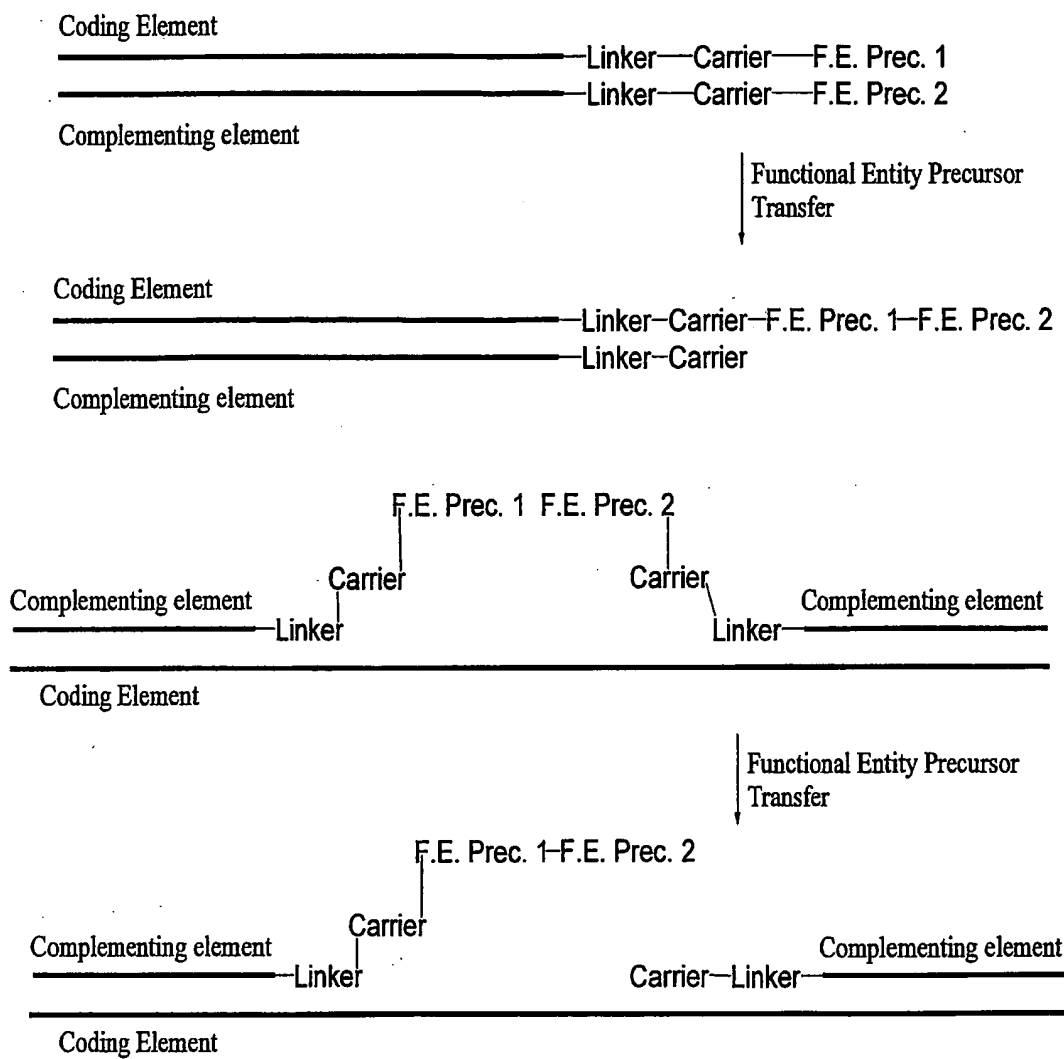 Coding Element
Linker—Carrier—F.E. Prec. 1
Linker—Carrier—F.E. Prec. 2
Complementing element
Functional Entity Precursor
Transfer
Coding Element
Linker—Carrier—F.E. Prec. 1—F.E. Prec. 2
Linker—Carrier
Complementing element
F.E. Prec. 1 F.E. Prec. 2
Carrier Carrier
Complementing element Complementing element
Linker Linker
Coding Element
Functional Entity Precursor
Transfer
F.E. Prec. 1—F.E. Prec. 2
Carrier
Complementing element Complementing element
Linker Carrier—Linker
Coding Element